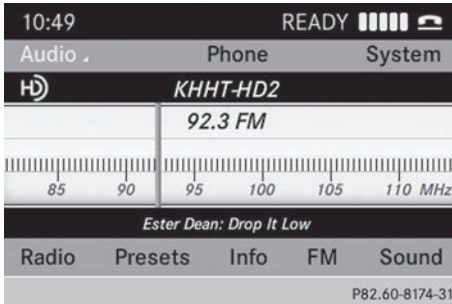 10:49 READY
Audio Phone System
HD KHHT-HD2
92.3 FM
85 90 95 100 105 110 MHz
Ester Dean: Drop It Low
Radio Presets Info FM Sound
P82.60-8174-31